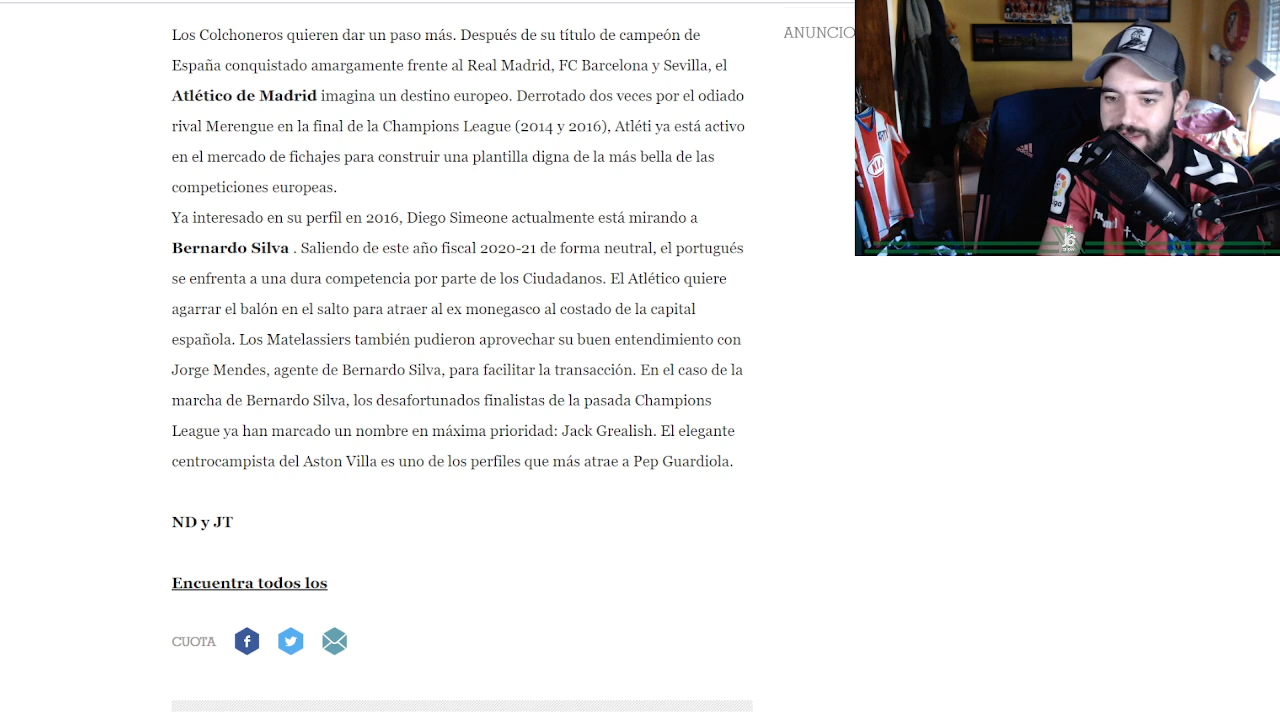 Los Colchoneros quieren dar un paso más. Después de su título de campeón de
España conquistado amargamente frente al Real Madrid, FC Barcelona y Sevilla, el
Atlético de Madrid imagina un destino europeo. Derrotado dos veces por el odiado
rival Merengue en la final de la Champions League (2014 y 2016), Atléti ya está activo
en el mercado de fichajes para construir una plantilla digna de la más bella de las
competiciones europeas.
Ya interesado en su perfil en 2016, Diego Simeone actualmente está mirando a
Bernardo Silva . Saliendo de este año fiscal 2020-21 de forma neutral, el portugués
se enfrenta a una dura competencia por parte de los Ciudadanos. El Atlético quiere
agarrar el balón en el salto para atraer al ex monegasco al costado de la capital
española. Los Matelassiers también pudieron aprovechar su buen entendimiento con
Jorge Mendes, agente de Bernardo Silva, para facilitar la transacción. En el caso de la
marcha de Bernardo Silva, los desafortunados finalistas de la pasada Champions
League ya han marcado un nombre en máxima prioridad: Jack Grealish. El elegante
centrocampista del Aston Villa es uno de los perfiles que más atrae a Pep Guardiola.
ND y JT
Encuentra todos los
CUOTA
ANUNCIO
KIA
adidas